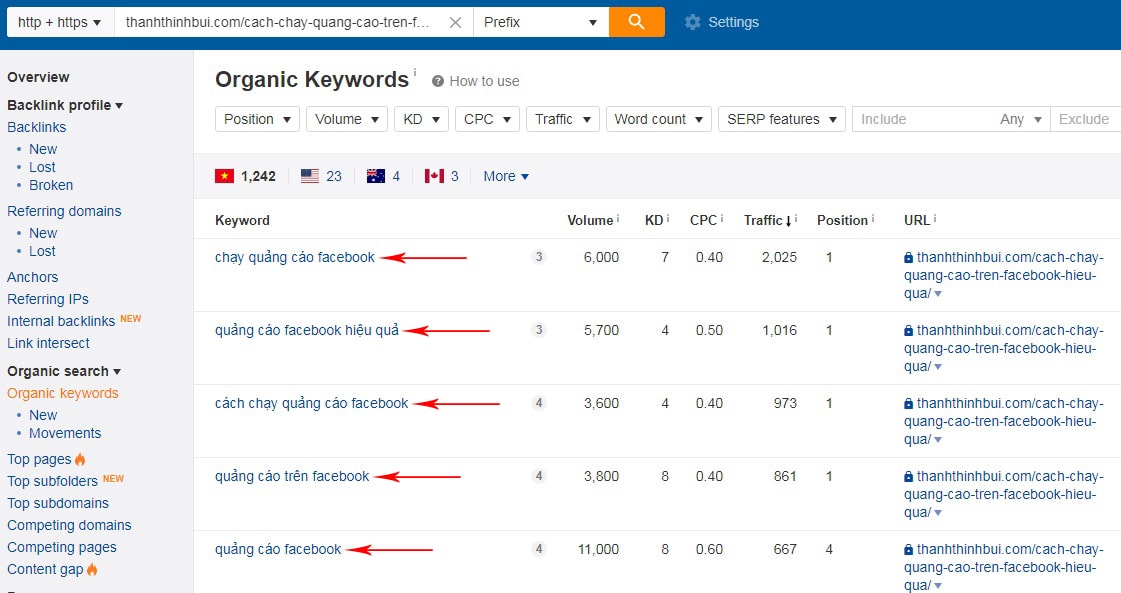 http + https thanhthinhbui.com/cach-chay-quang-cao-tren-f... Prefix Settings
Overview
Backlink profile
Backlinks
New
Lost
Broken
Referring domains
New
Lost
Anchors
Referring IPs
Internal backlinks NEW
Link intersect
Organic search
Organic keywords
New
Movements
Top pages
Top subfolders NEW
Top subdomains
Competing domains
Competing pages
Content gap
Organic Keywords i ? How to use
Position Volume KD CPC Traffic Word count SERP features Include Any Exclude
1,242 23 4 3 More
Keyword Volume i KD i CPC i Traffic i Position i URL i
chạy quảng cáo facebook 3 6,000 7 0.40 2,025 1 thanhthinhbui.com/cach-chay-
quang-cao-tren-facebook-hieu-
qua/
quảng cáo facebook hiệu quả 3 5,700 4 0.50 1,016 1 thanhthinhbui.com/cach-chay-
quang-cao-tren-facebook-hieu-
qua/
cách chạy quảng cáo facebook 4 3,600 4 0.40 973 1 thanhthinhbui.com/cach-chay-
quang-cao-tren-facebook-hieu-
qua/
quảng cáo trên facebook 4 3,800 8 0.40 861 1 thanhthinhbui.com/cach-chay-
quang-cao-tren-facebook-hieu-
qua/
quảng cáo facebook 4 11,000 8 0.60 667 4 thanhthinhbui.com/cach-chay-
quang-cao-tren-facebook-hieu-
qua/